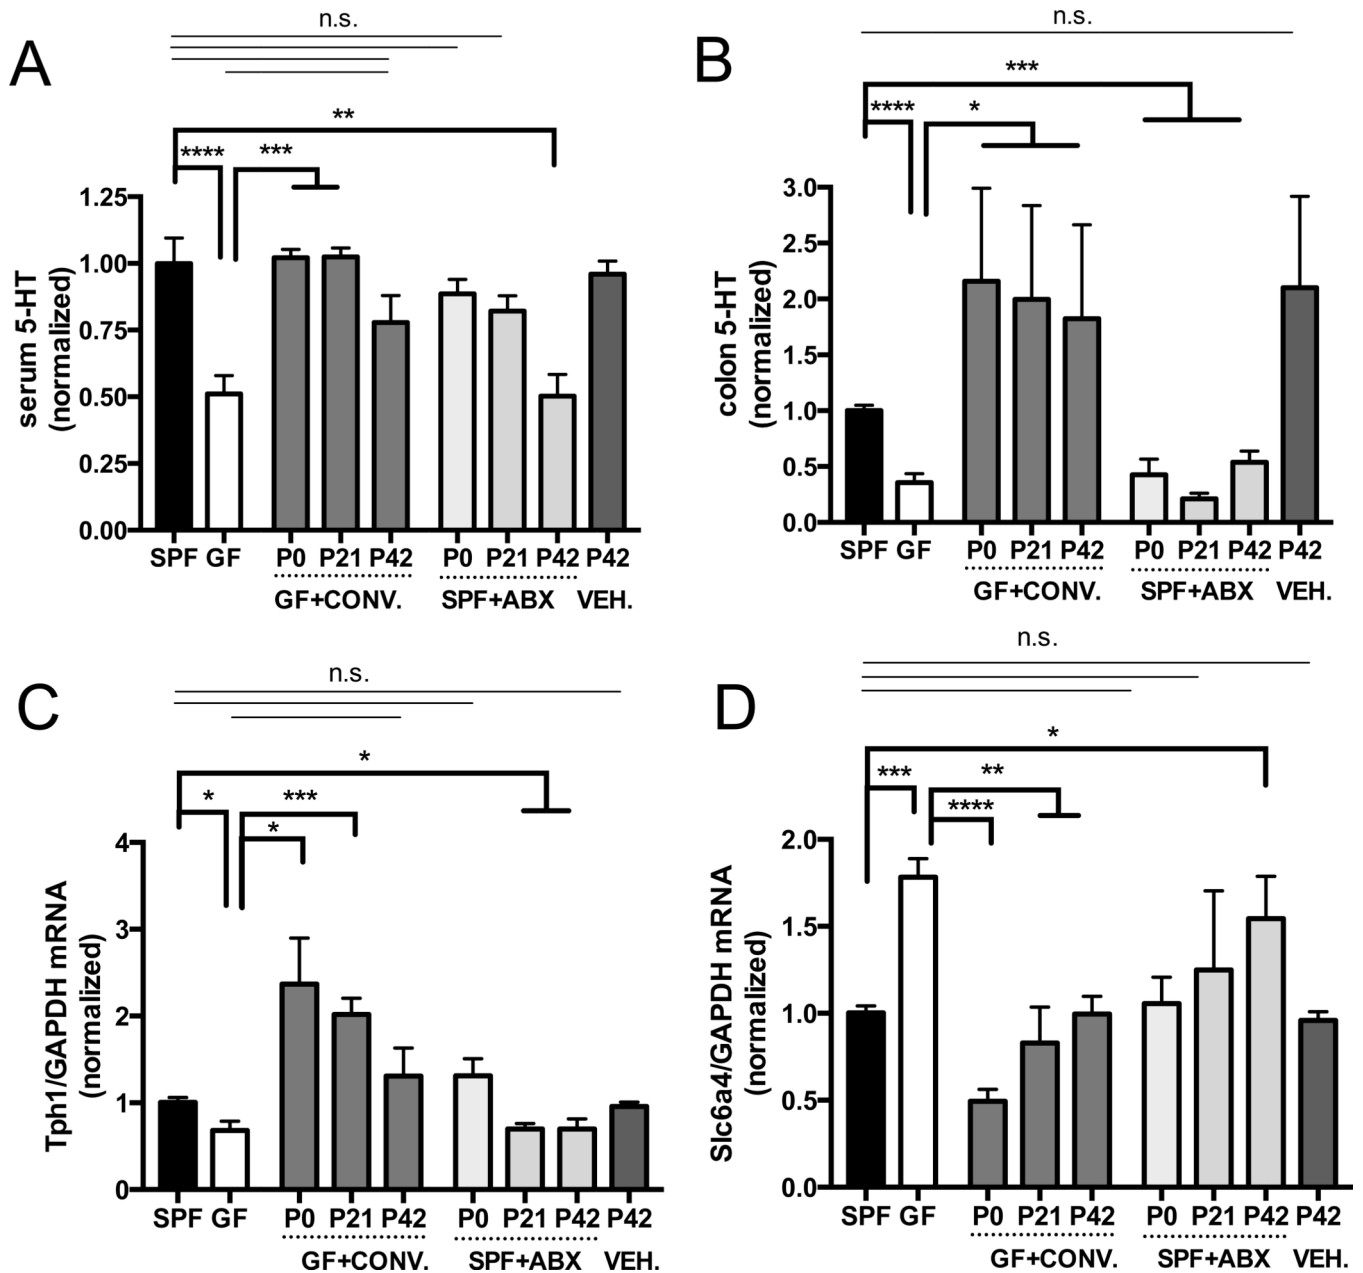 A
n.s.
**
****
***
serum 5-HT
(normalized)
1.25
1.00
0.75
0.50
0.25
0.00
SPF GF P0 P21 P42 P0 P21 P42 P42
GF+CONV. SPF+ABX VEH.
B
n.s.
***
****
*
colon 5-HT
(normalized)
3.0
2.5
2.0
1.5
1.0
0.5
0.0
SPF GF P0 P21 P42 P0 P21 P42 P42
GF+CONV. SPF+ABX VEH.
C
n.s.
*
*
***
*
Tph1/GAPDH mRNA
(normalized)
4
3
2
1
0
SPF GF P0 P21 P42 P0 P21 P42 P42
GF+CONV. SPF+ABX VEH.
D
n.s.
*
***
**
****
Slc6a4/GAPDH mRNA
(normalized)
2.0
1.5
1.0
0.5
0.0
SPF GF P0 P21 P42 P0 P21 P42 P42
GF+CONV. SPF+ABX VEH.